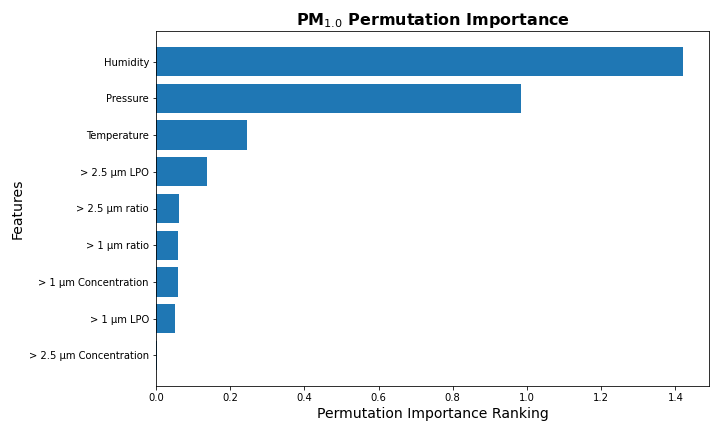 PM1.0 Permutation Importance
Humidity
Pressure
Temperature
> 2.5 μm LPO
> 2.5 μm ratio
> 1 μm ratio
> 1 μm Concentration
> 1 μm LPO
> 2.5 μm Concentration
Features
0.0 0.2 0.4 0.6 0.8 1.0 1.2 1.4
Permutation Importance Ranking